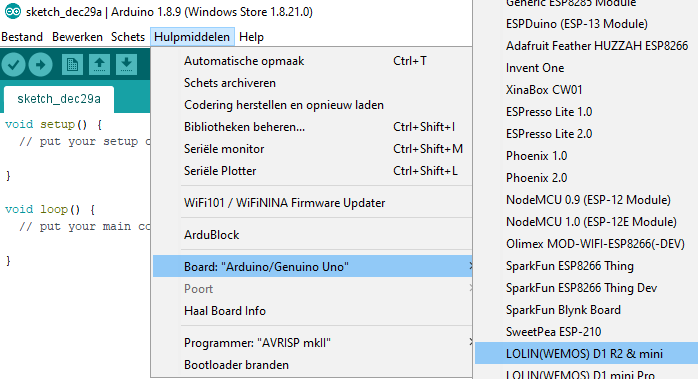 sketch_dec29a | Arduino 1.8.9 (Windows Store 1.8.21.0)
Bestand Bewerken Schets Hulpmiddelen Help
sketch_dec29a
void setup() {
// put your setup c
}
void loop() {
// put your main co
}
Automatische opmaak Ctrl+T
Schets archiveren
Codering herstellen en opnieuw laden
Bibliotheken beheren... Ctrl+Shift+I
Seriële monitor Ctrl+Shift+M
Seriële Plotter Ctrl+Shift+L
WiFi101 / WiFiNINA Firmware Updater
ArduBlock
Board: "Arduino/Genuino Uno"
Poort
Haal Board Info
Programmer: "AVRISP mkII"
Bootloader branden
Generic ESP8285 Module
ESPDuino (ESP-13 Module)
Adafruit Feather HUZZAH ESP8266
Invent One
XinaBox CW01
ESPresso Lite 1.0
ESPresso Lite 2.0
Phoenix 1.0
Phoenix 2.0
NodeMCU 0.9 (ESP-12 Module)
NodeMCU 1.0 (ESP-12E Module)
Olimex MOD-WIFI-ESP8266(-DEV)
SparkFun ESP8266 Thing
SparkFun ESP8266 Thing Dev
SparkFun Blynk Board
SweetPea ESP-210
LOLIN(WEMOS) D1 R2 & mini
LOLIN(WEMOS) D1 mini Pro